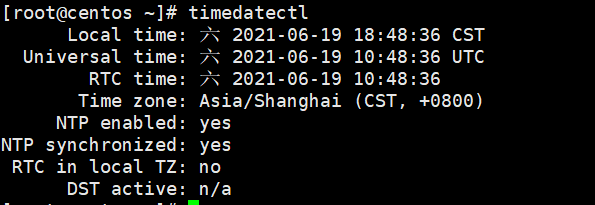 [root@centos ~]# timedatectl
Local time: 六 2021-06-19 18:48:36 CST
Universal time: 六 2021-06-19 10:48:36 UTC
RTC time: 六 2021-06-19 10:48:36
Time zone: Asia/Shanghai (CST, +0800)
NTP enabled: yes
NTP synchronized: yes
RTC in local TZ: no
DST active: n/a
[root@centos ~]#